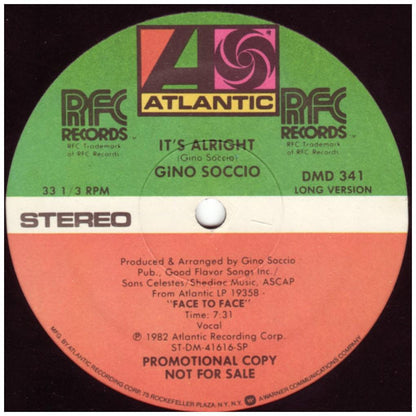 ATLANTIC
RFC RECORDS™
RFC Trademark
of RFC Records
RFC RECORDS™
RFC Trademark
of RFC Records
IT'S ALRIGHT
(Gino Soccio)
GINO SOCCIO
33 1/3 RPM
DMD 341
LONG VERSION
STEREO
Produced & Arranged by Gino Soccio
Pub., Good Flavor Songs Inc./
Sons Celestes/Shediac Music, ASCAP
From Atlantic LP 19358 -
"FACE TO FACE"
Time: 7:31
Vocal
℗ 1982 Atlantic Recording Corp.
ST-DM-41616-SP
PROMOTIONAL COPY
NOT FOR SALE
MFG. BY ATLANTIC RECORDING CORP. 75 ROCKEFELLER PLAZA, N.Y., N.Y. A WARNER COMMUNICATIONS COMPANY